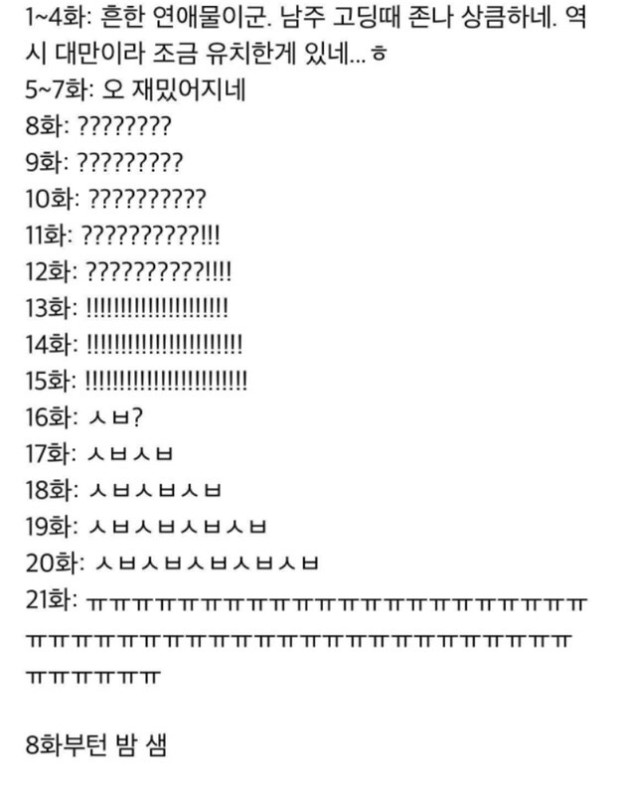 1~4화: 흔한 연애물이군. 남주 고딩때 존나 상큼하네. 역
시 대만이라 조금 유치한게 있네...ㅎ
5~7화: 오 재밌어지네
8화: ????????
9화: ?????????
10화: ??????????
11화: ??????????!!!
12화: ??????????!!!!
13화: !!!!!!!!!!!!!!!!!!!!!
14화: !!!!!!!!!!!!!!!!!!!!!!!
15화: !!!!!!!!!!!!!!!!!!!!!!!!
16화: ㅅㅂ?
17화: ㅅㅂㅅㅂ
18화: ㅅㅂㅅㅂㅅㅂ
19화: ㅅㅂㅅㅂㅅㅂㅅㅂ
20화: ㅅㅂㅅㅂㅅㅂㅅㅂㅅㅂ
21화: ㅠㅠㅠㅠㅠㅠㅠㅠㅠㅠㅠㅠㅠㅠㅠㅠㅠㅠㅠㅠㅠㅠ
ㅠㅠㅠㅠㅠㅠㅠㅠㅠㅠㅠㅠㅠㅠㅠㅠㅠㅠㅠㅠㅠㅠㅠㅠ
ㅠㅠㅠㅠㅠㅠ
8화부턴 밤 샘